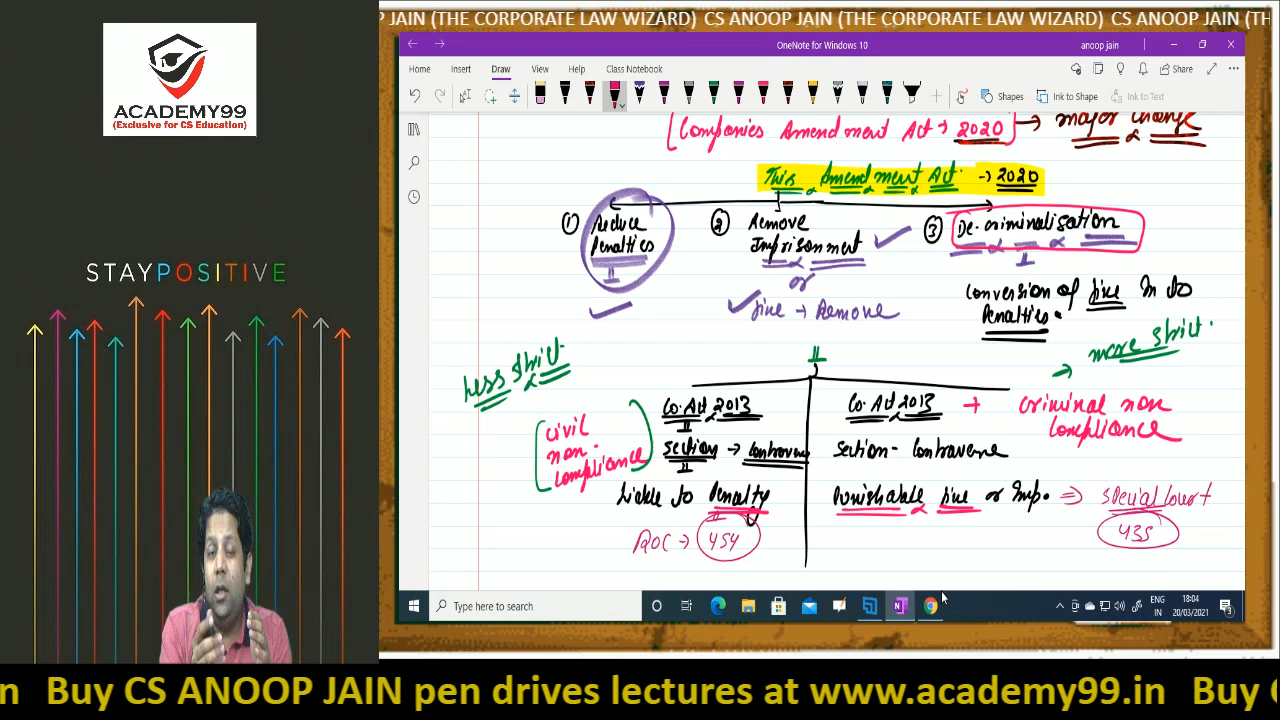 P JAIN (THE CORPORATE LAW WIZARD) CS ANOOP JAIN (THE CORPORATE LAW WIZARD) CS ANOOP JAIN (TH
ACADEMY99
(Exclusive for CS Education)
STAYPOSITIVE
OneNote for Windows 10
anoop jain
Home Insert Draw View Help Class Notebook
Share
Shapes
Ink to Shape
Ink to Text
Companies Amendment Act → 2020 → major change
This Amendment Act → 2020
① Reduce Penalties
② Remove Imprisonment
or
fine → Remove
③ De-criminalisation
Conversion of fine in to
Penalties.
Less strict
→ more strict.
Co. Act 2013
Section → Contravene
Liable to Penalty
ROC → 454
civil
non-
compliance
Co. Act 2013 → criminal non
compliance
Section - Contravene
Punishable fine or Imp. ⇒ special court
435
Type here to search
ENG
IN
18:04
20/03/2021
3
n Buy CS ANOOP JAIN pen drives lectures at www.academy99.in Buy C